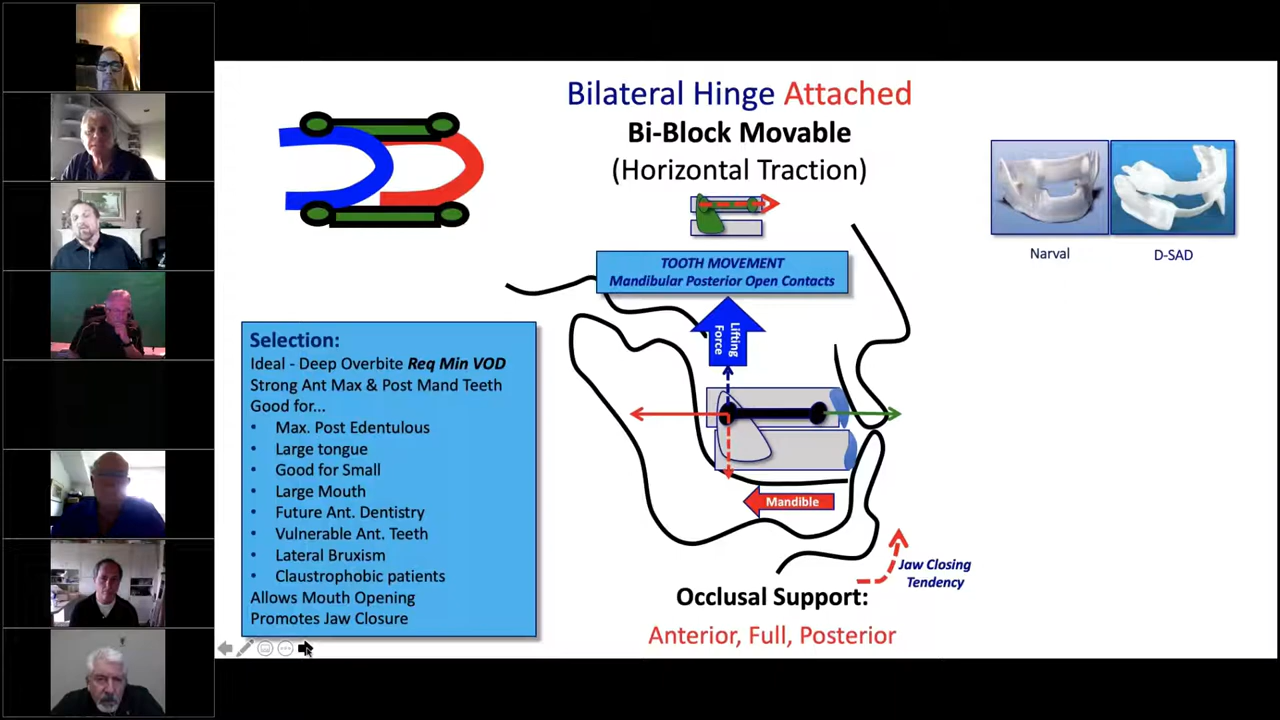 Bilateral Hinge Attached
Bi-Block Movable
(Horizontal Traction)
Narval
D-SAD
TOOTH MOVEMENT
Mandibular Posterior Open Contacts
Lifting
Force
Selection:
Ideal - Deep Overbite Req Min VOD
Strong Ant Max & Post Mand Teeth
Good for...
• Max. Post Edentulous
• Large tongue
• Good for Small
• Large Mouth
• Future Ant. Dentistry
• Vulnerable Ant. Teeth
• Lateral Bruxism
• Claustrophobic patients
Allows Mouth Opening
Promotes Jaw Closure
Mandible
Jaw Closing
Tendency
Occlusal Support:
Anterior, Full, Posterior